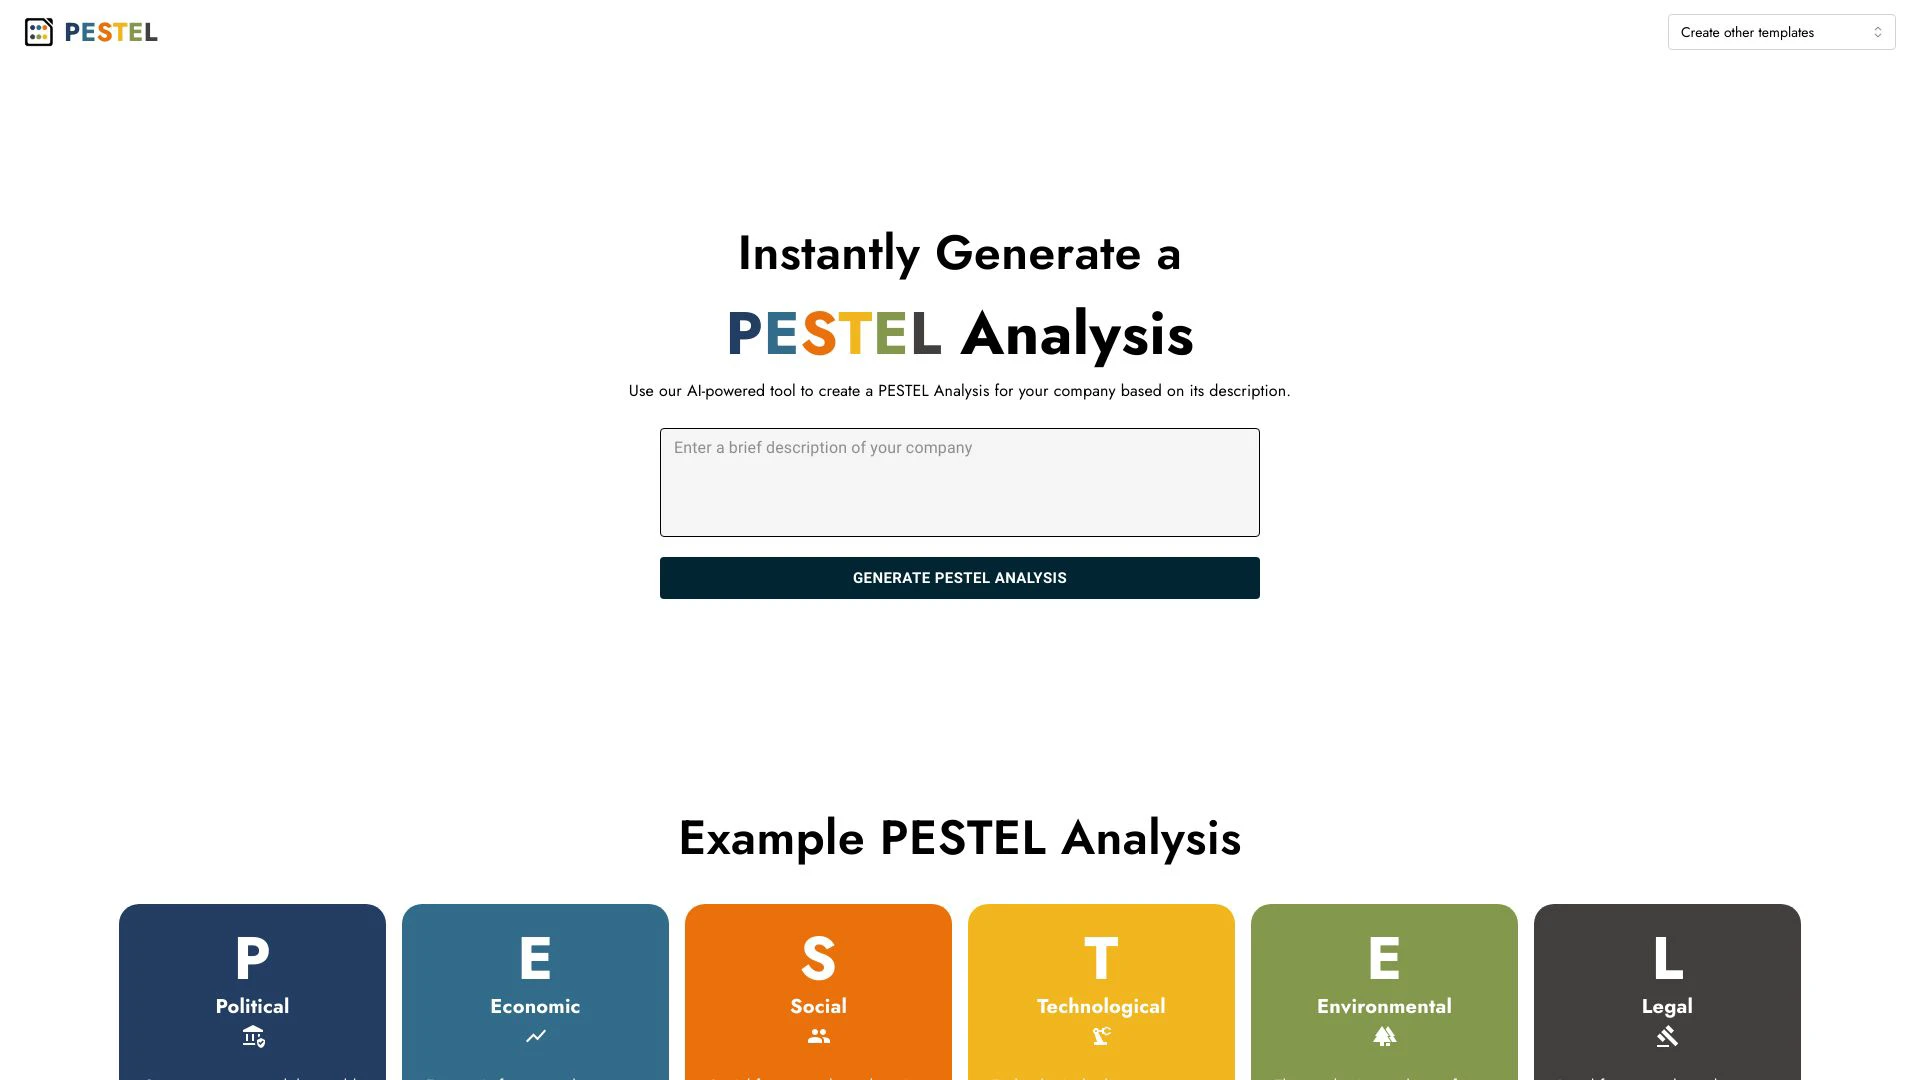 PESTEL
Create other templates
Instantly Generate a
PESTEL Analysis
Use our AI-powered tool to create a PESTEL Analysis for your company based on its description.
Enter a brief description of your company
GENERATE PESTEL ANALYSIS
Example PESTEL Analysis
P
Political
E
Economic
S
Social
T
Technological
E
Environmental
L
Legal